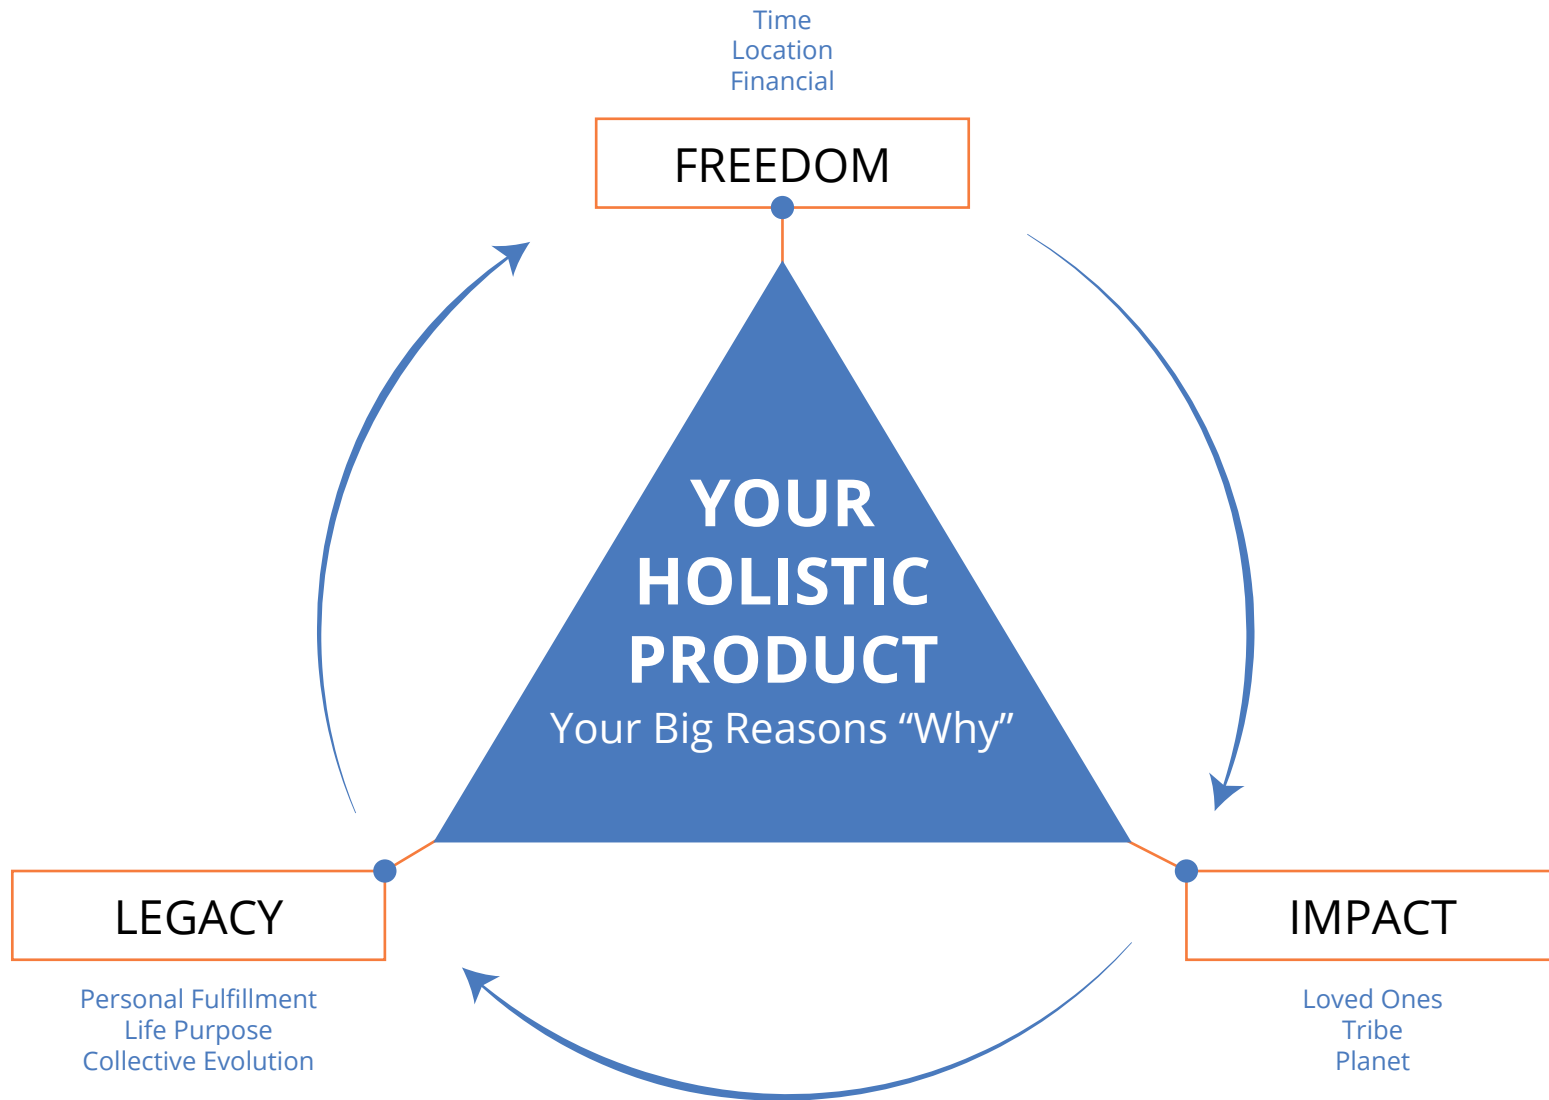 Time
Location
Financial
FREEDOM
YOUR
HOLISTIC
PRODUCT
Your Big Reasons “Why”
LEGACY
Personal Fulfillment
Life Purpose
Collective Evolution
IMPACT
Loved Ones
Tribe
Planet